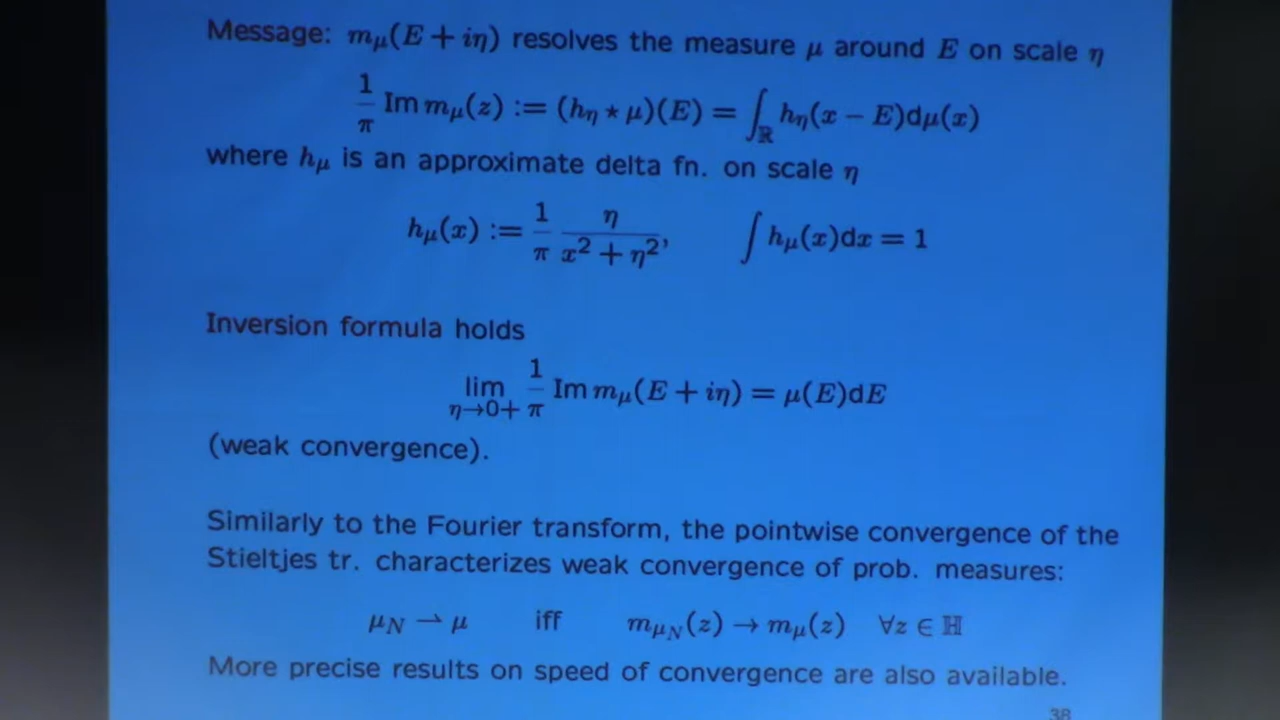 Message: m_μ(E + iη) resolves the measure μ around E on scale η
1/π Im m_μ(z) := (h_η ⋆ μ)(E) = ∫_ℝ h_η(x − E)dμ(x)
where h_μ is an approximate delta fn. on scale η
h_μ(x) := 1/π η/(x² + η²), ∫ h_μ(x)dx = 1
Inversion formula holds
lim_{η→0+} 1/π Im m_μ(E + iη) = μ(E)dE
(weak convergence).
Similarly to the Fourier transform, the pointwise convergence of the
Stieltjes tr. characterizes weak convergence of prob. measures:
μ_N ⇀ μ iff m_{μ_N}(z) → m_μ(z) ∀z ∈ ℍ
More precise results on speed of convergence are also available.
38